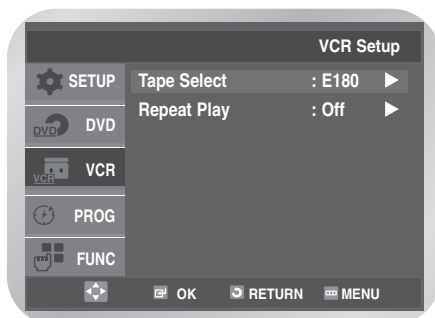 VCR Setup
SETUP
DVD
DVD
VCR
VCR
PROG
FUNC
Tape Select : E180
Repeat Play : Off
OK RETURN MENU